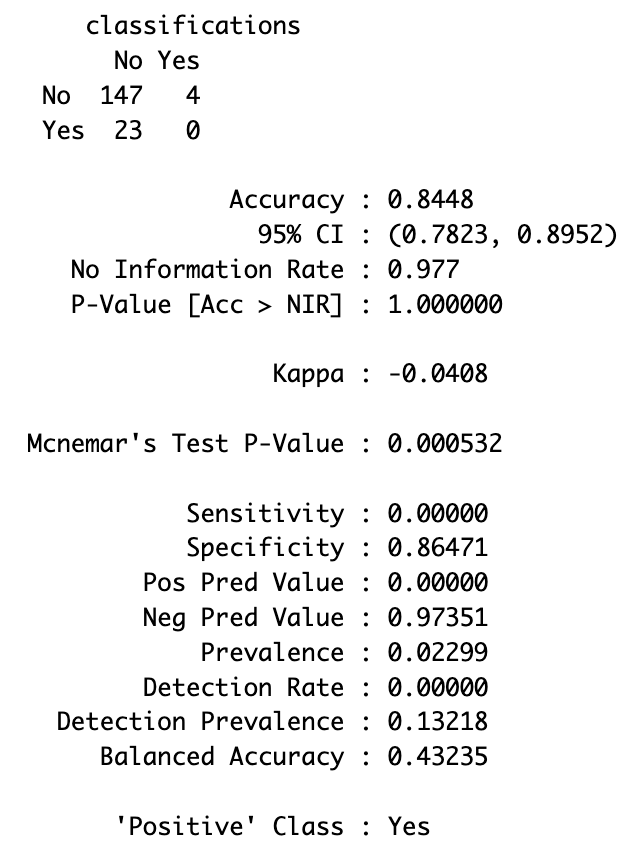 classifications
No Yes
No 147 4
Yes 23 0
Accuracy : 0.8448
95% CI : (0.7823, 0.8952)
No Information Rate : 0.977
P-Value [Acc > NIR] : 1.000000
Kappa : -0.0408
Mcnemar's Test P-Value : 0.000532
Sensitivity : 0.00000
Specificity : 0.86471
Pos Pred Value : 0.00000
Neg Pred Value : 0.97351
Prevalence : 0.02299
Detection Rate : 0.00000
Detection Prevalence : 0.13218
Balanced Accuracy : 0.43235
'Positive' Class : Yes